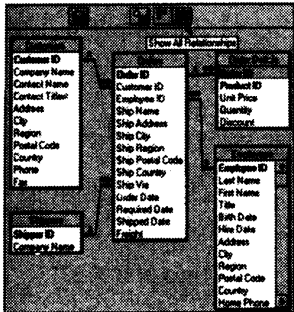 Show All Relationships
Customer ID
Company Name
Contact Name
Contact Title
Address
City
Region
Postal Code
Country
Phone
Fax
Shipper ID
Company Name
Order ID
Customer ID
Employee ID
Ship Name
Ship Address
Ship City
Ship Region
Ship Postal Code
Ship Country
Ship Via
Order Date
Required Date
Shipped Date
Freight
Product ID
Unit Price
Quantity
Discount
Employee ID
Last Name
First Name
Title
Birth Date
Hire Date
Address
City
Region
Postal Code
Country
Home Phone